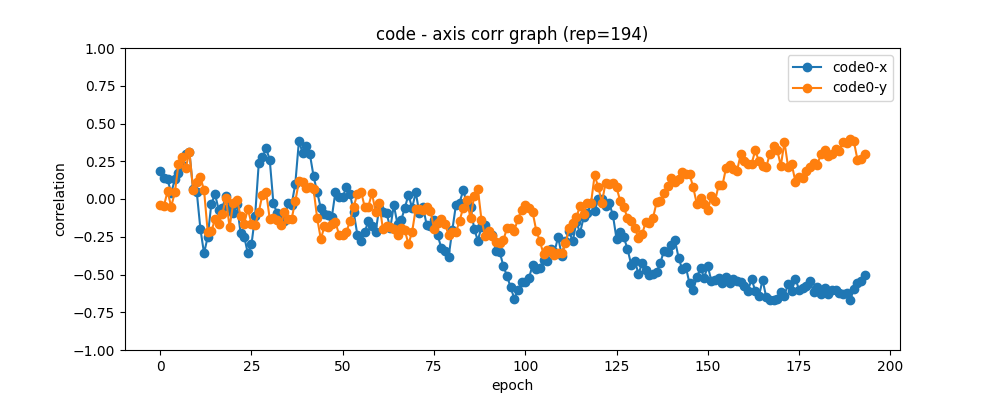 code - axis corr graph (rep=194)
1.00
0.75
0.50
0.25
0.00
−0.25
−0.50
−0.75
−1.00
correlation
code0-x
code0-y
0 25 50 75 100 125 150 175 200
epoch